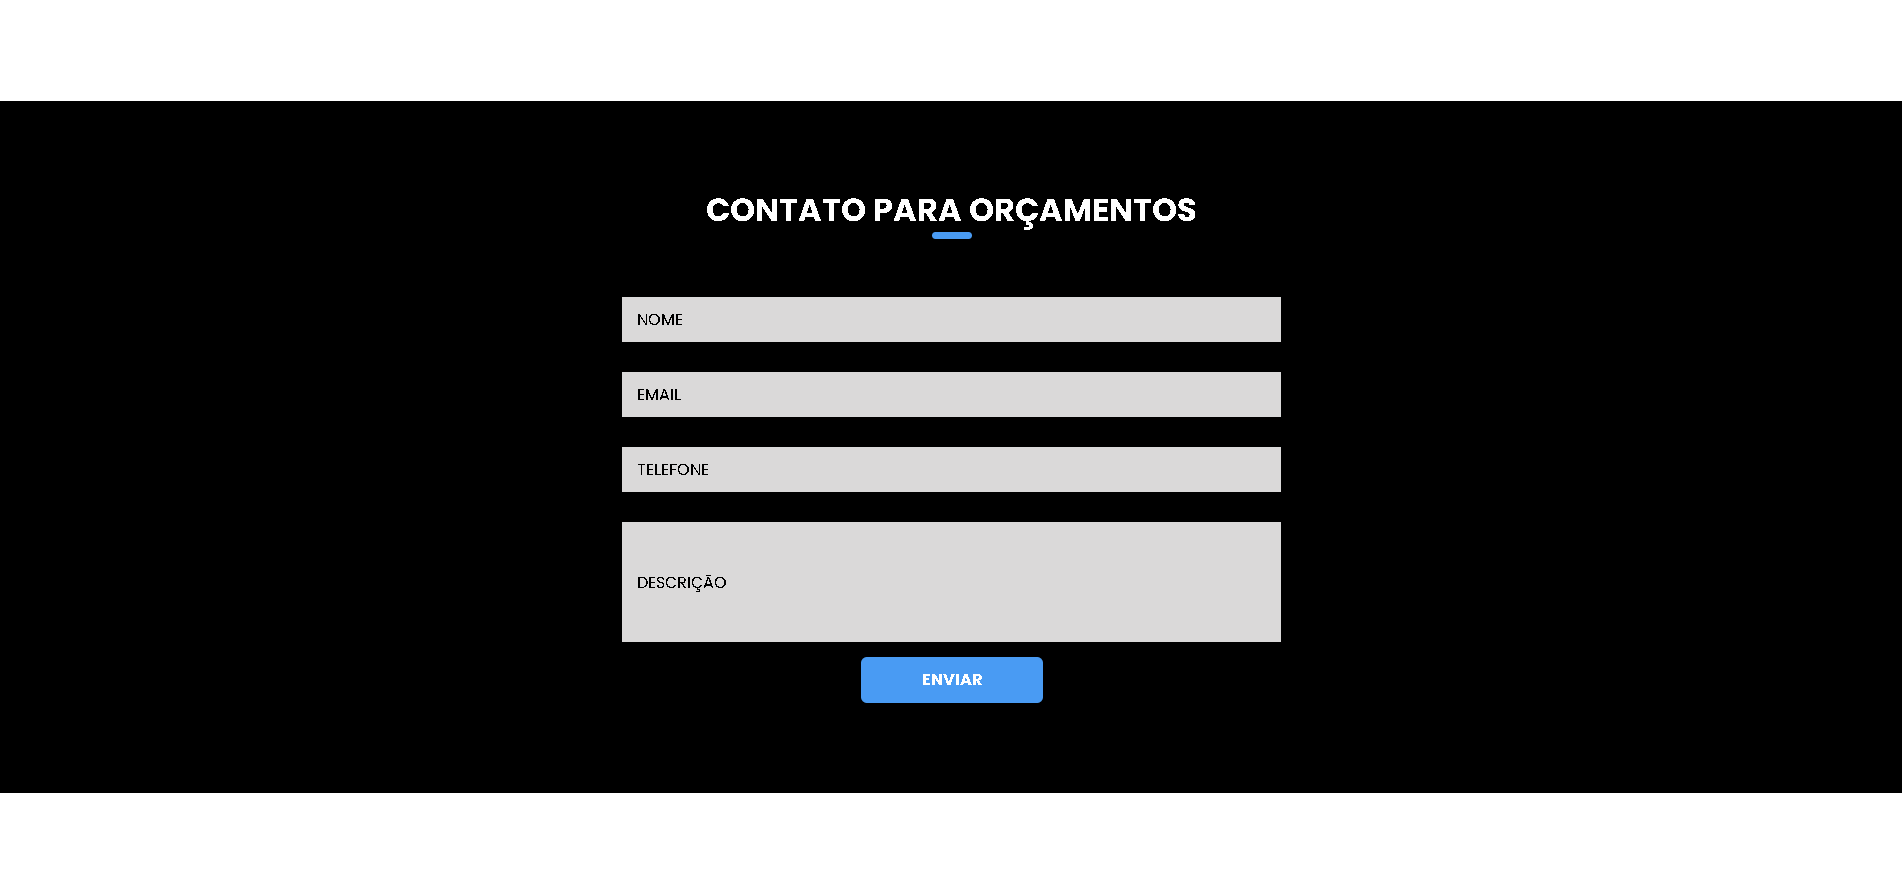 CONTATO PARA ORÇAMENTOS
NOME
EMAIL
TELEFONE
DESCRIÇÃO
ENVIAR